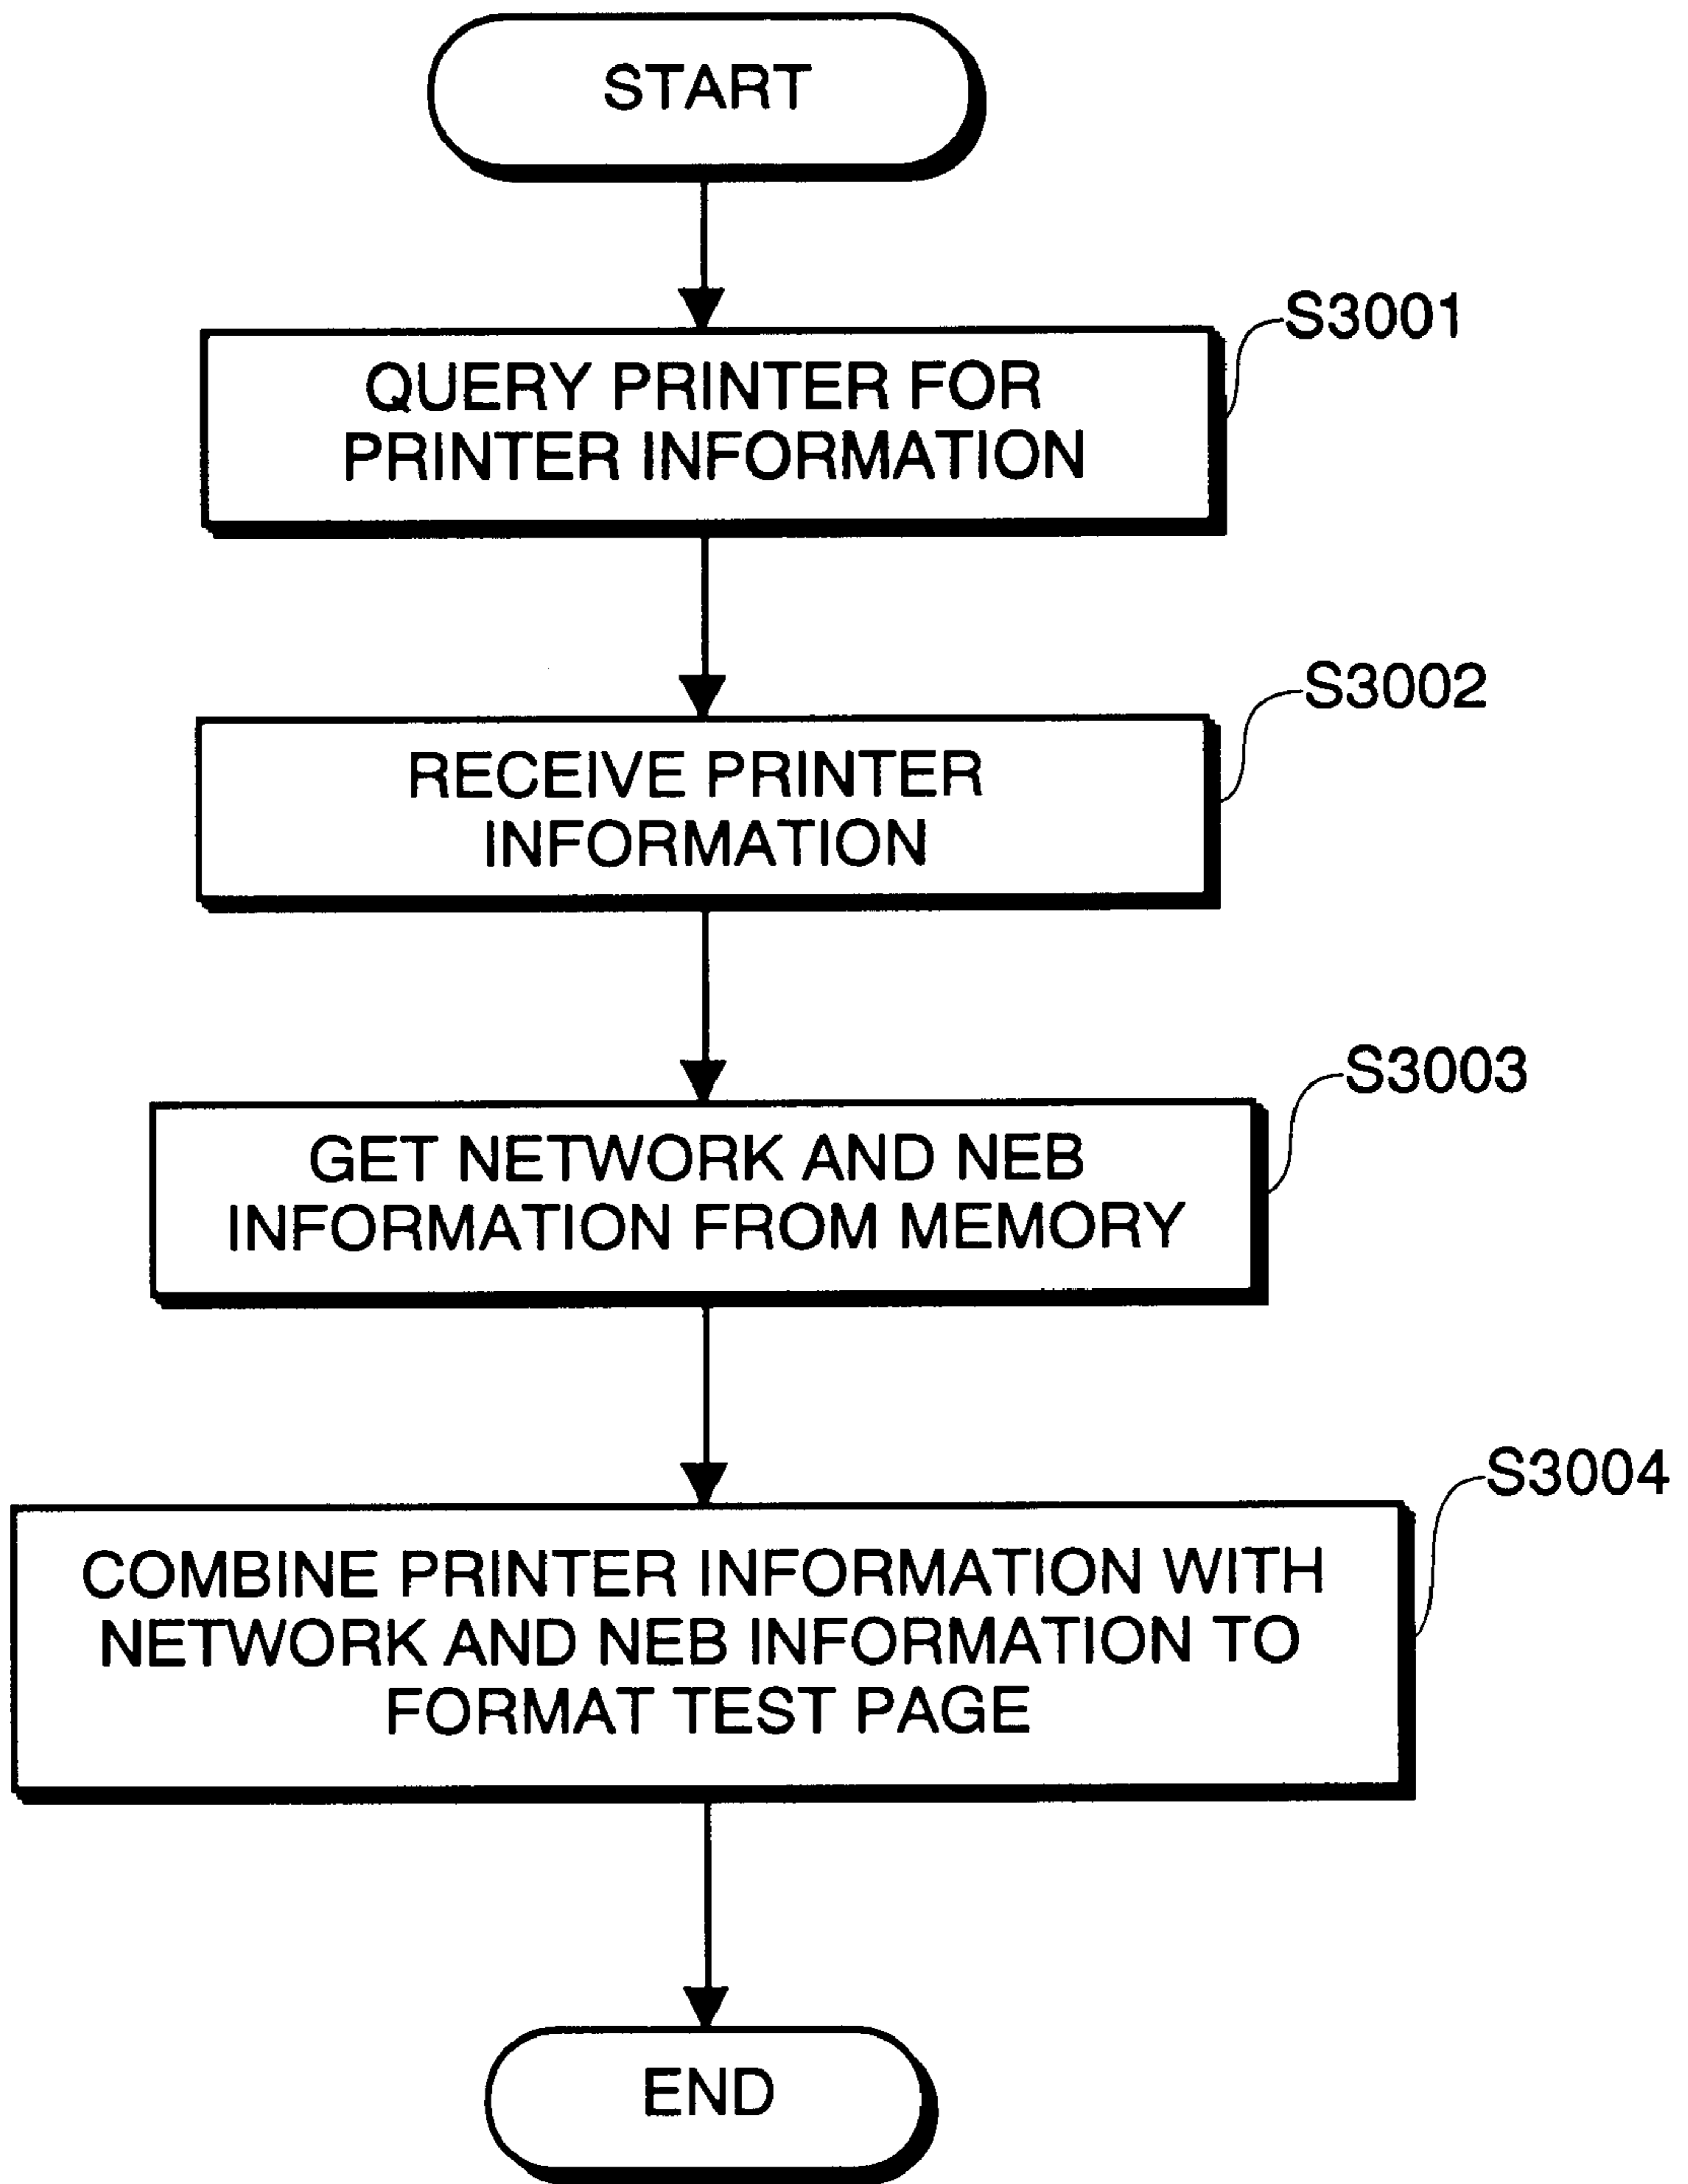 START
S3001
QUERY PRINTER FOR
PRINTER INFORMATION
S3002
RECEIVE PRINTER
INFORMATION
S3003
GET NETWORK AND NEB
INFORMATION FROM MEMORY
S3004
COMBINE PRINTER INFORMATION WITH
NETWORK AND NEB INFORMATION TO
FORMAT TEST PAGE
END